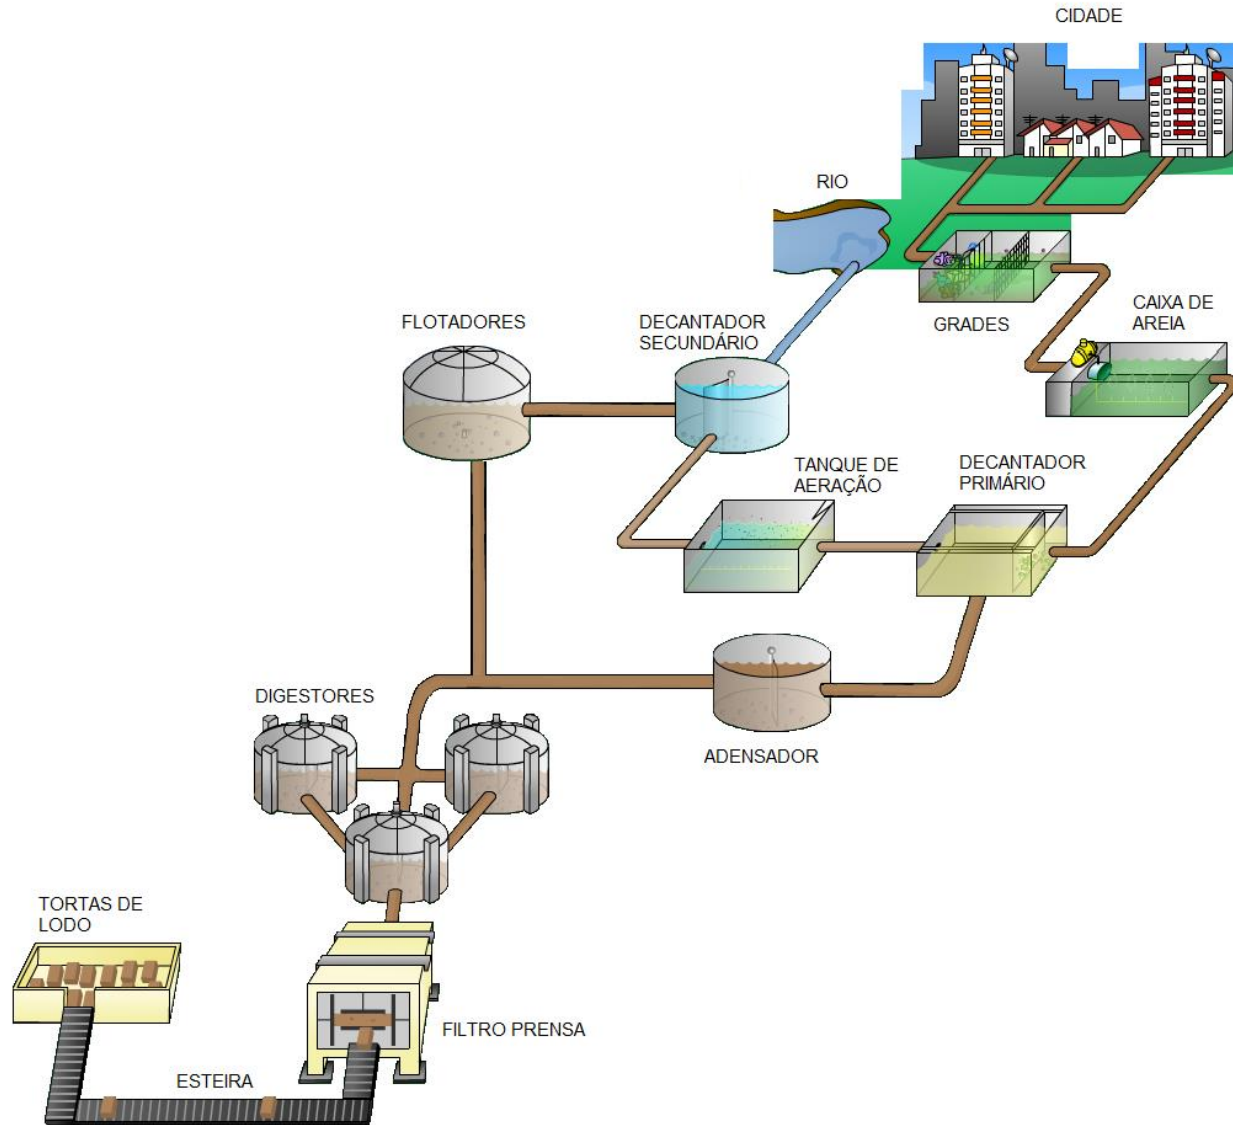 CIDADE
RIO
GRADES
CAIXA DE
AREIA
FLOTADORES
DECANTADOR
SECUNDÁRIO
TANQUE DE
AERAÇÃO
DECANTADOR
PRIMÁRIO
DIGESTORES
ADENSADOR
TORTAS DE
LODO
FILTRO PRENSA
ESTEIRA